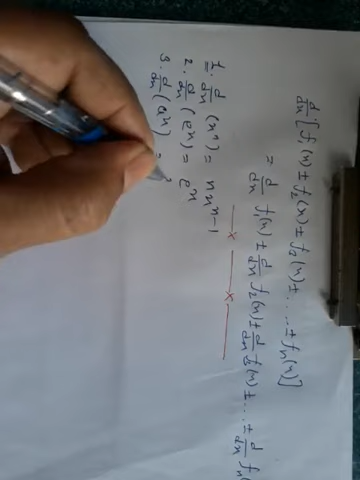 d/dx [f₁(x) ± f₂(x) ± f₃(x) ± .... ± fₙ(x)]
= d/dx f₁(x) ± d/dx f₂(x) ± d/dx f₃(x) ± ... ± d/dx fₙ(
1. d/dx (xⁿ) = nxⁿ⁻¹
2. d/dx (eˣ) = eˣ
3. d/dx (aˣ) =